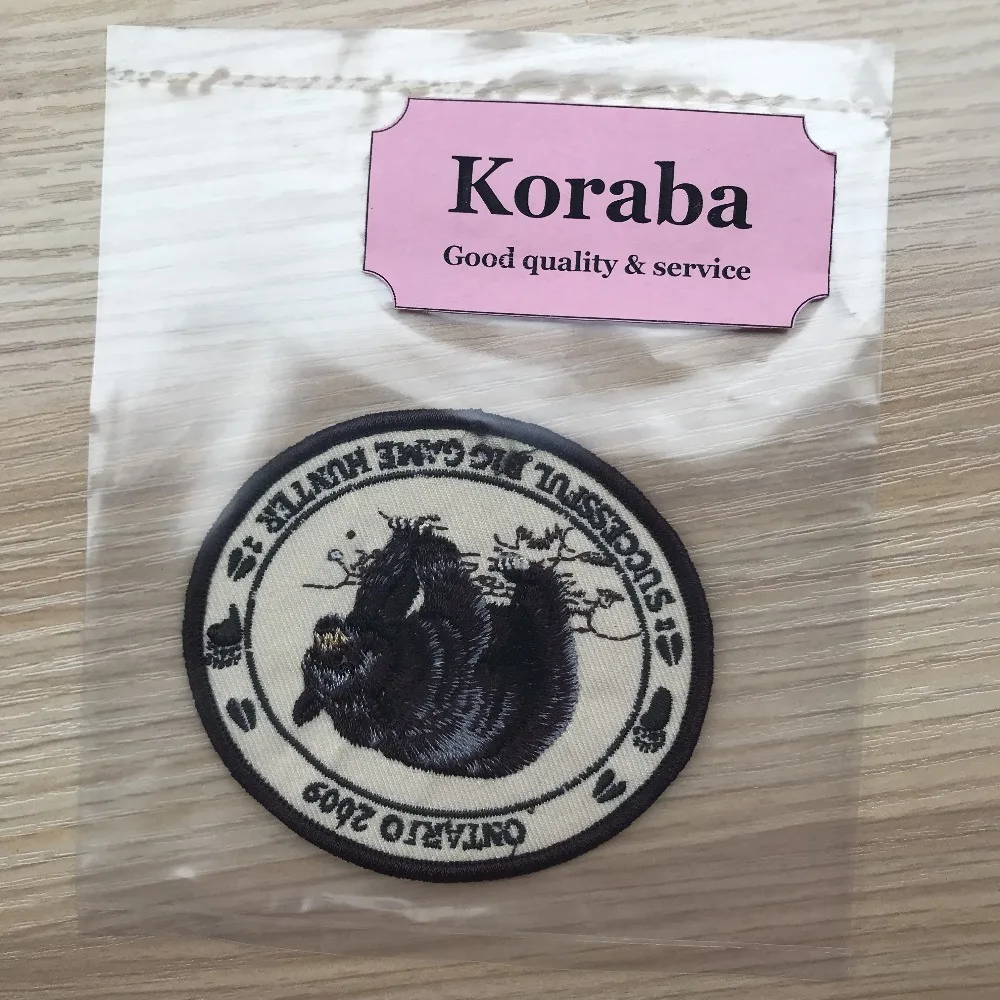 Koraba
Good quality & service
ONTARIO 2009
SUCCESSFUL BIG GAME HUNTER